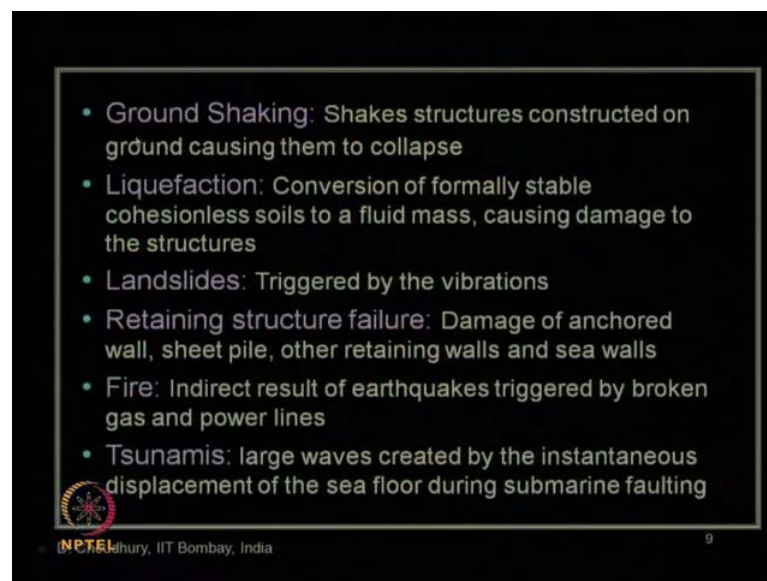 • Ground Shaking: Shakes structures constructed on
ground causing them to collapse
• Liquefaction: Conversion of formally stable
cohesionless soils to a fluid mass, causing damage to
the structures
• Landslides: Triggered by the vibrations
• Retaining structure failure: Damage of anchored
wall, sheet pile, other retaining walls and sea walls
• Fire: Indirect result of earthquakes triggered by broken
gas and power lines
• Tsunamis: large waves created by the instantaneous
displacement of the sea floor during submarine faulting
9
NPTEL
D. Choudhury, IIT Bombay, India